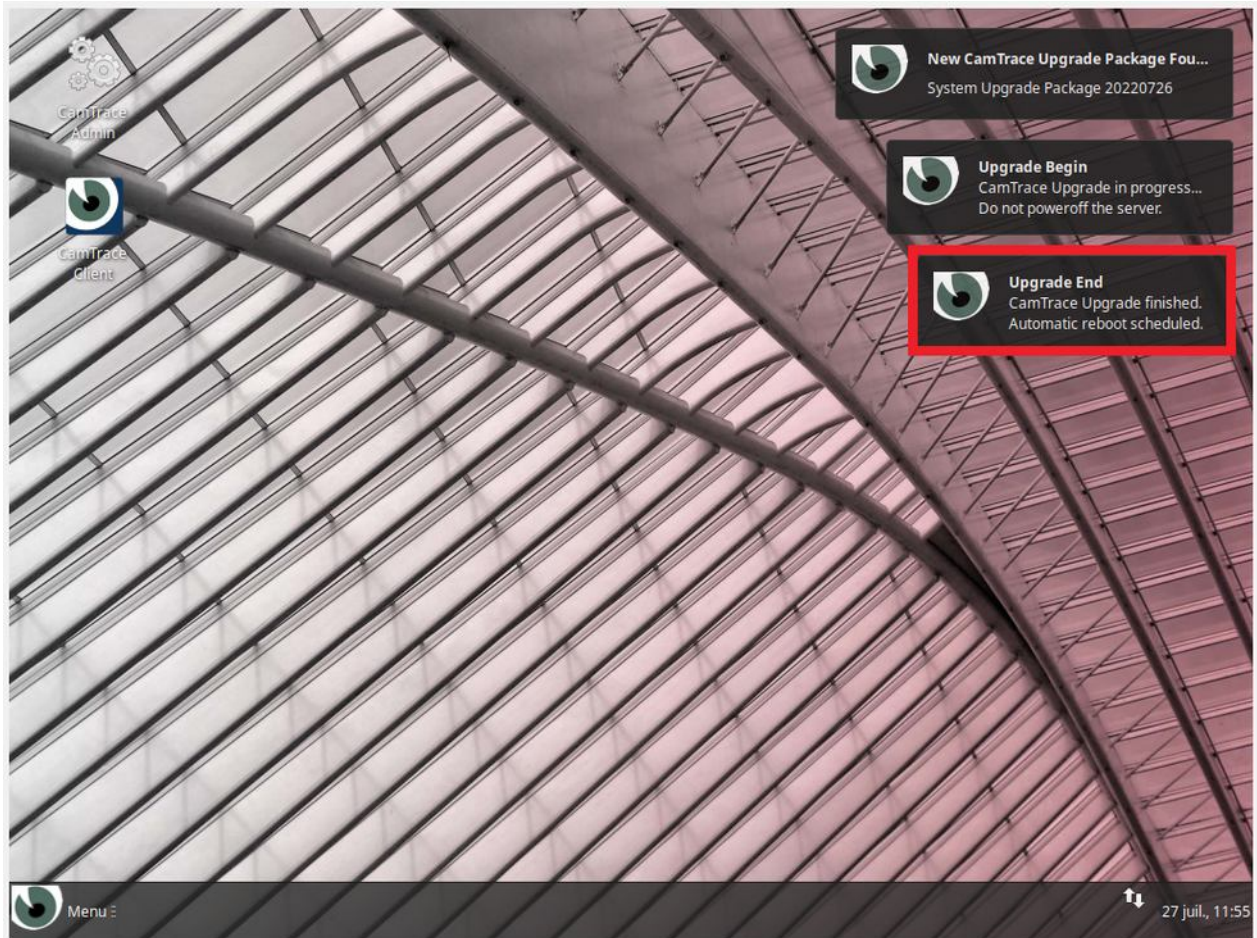 CamTrace
Admin
CamTrace
Client
New CamTrace Upgrade Package Fou...
System Upgrade Package 20220726
Upgrade Begin
CamTrace Upgrade in progress...
Do not poweroff the server.
Upgrade End
CamTrace Upgrade finished.
Automatic reboot scheduled.
Menu
27 juil., 11:55